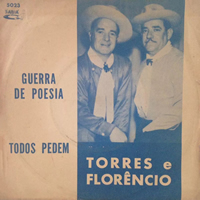 GUERRA
DE POESIA
TODOS PEDEM
TORRES e
FLORÊNCIO